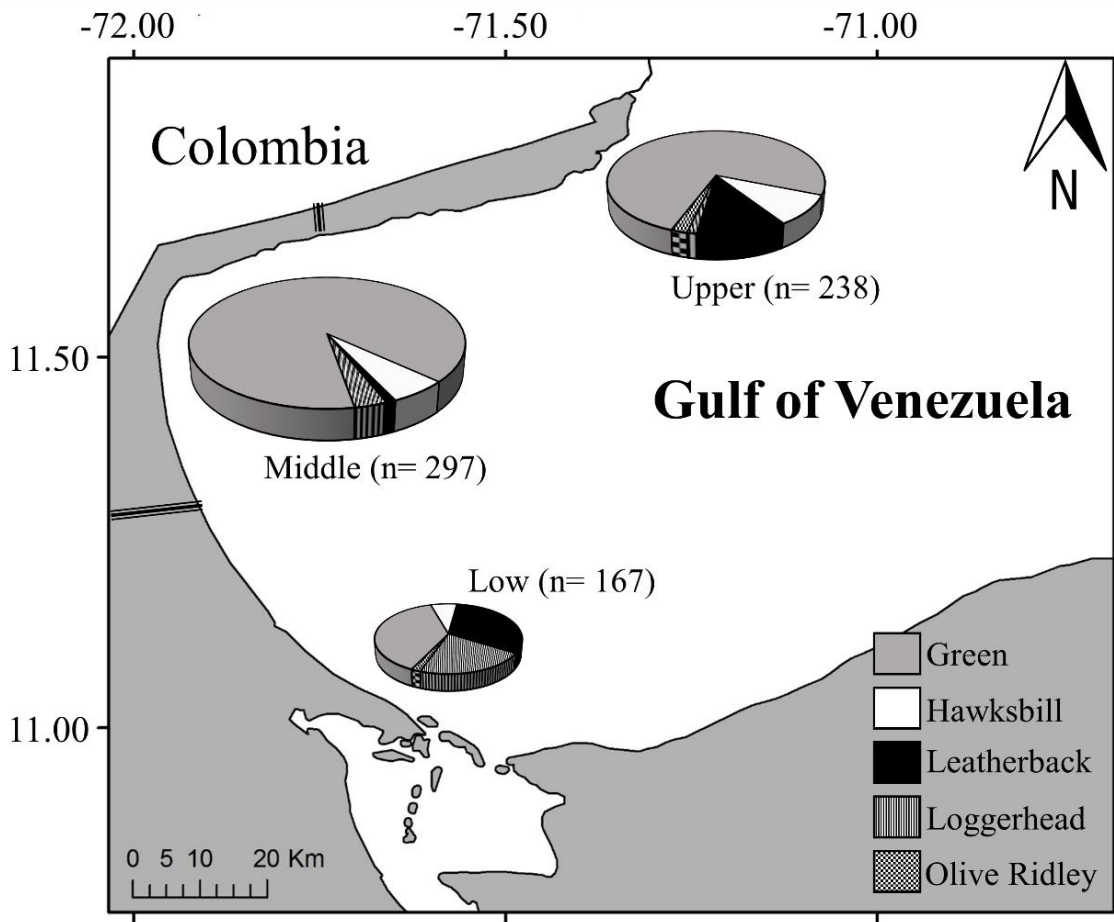 -72.00 -71.50 -71.00
Colombia
N
Upper (n= 238)
11.50
Gulf of Venezuela
Middle (n= 297)
Low (n= 167)
Green
Hawksbill
11.00
Leatherback
Loggerhead
0 5 10 20 Km
Olive Ridley